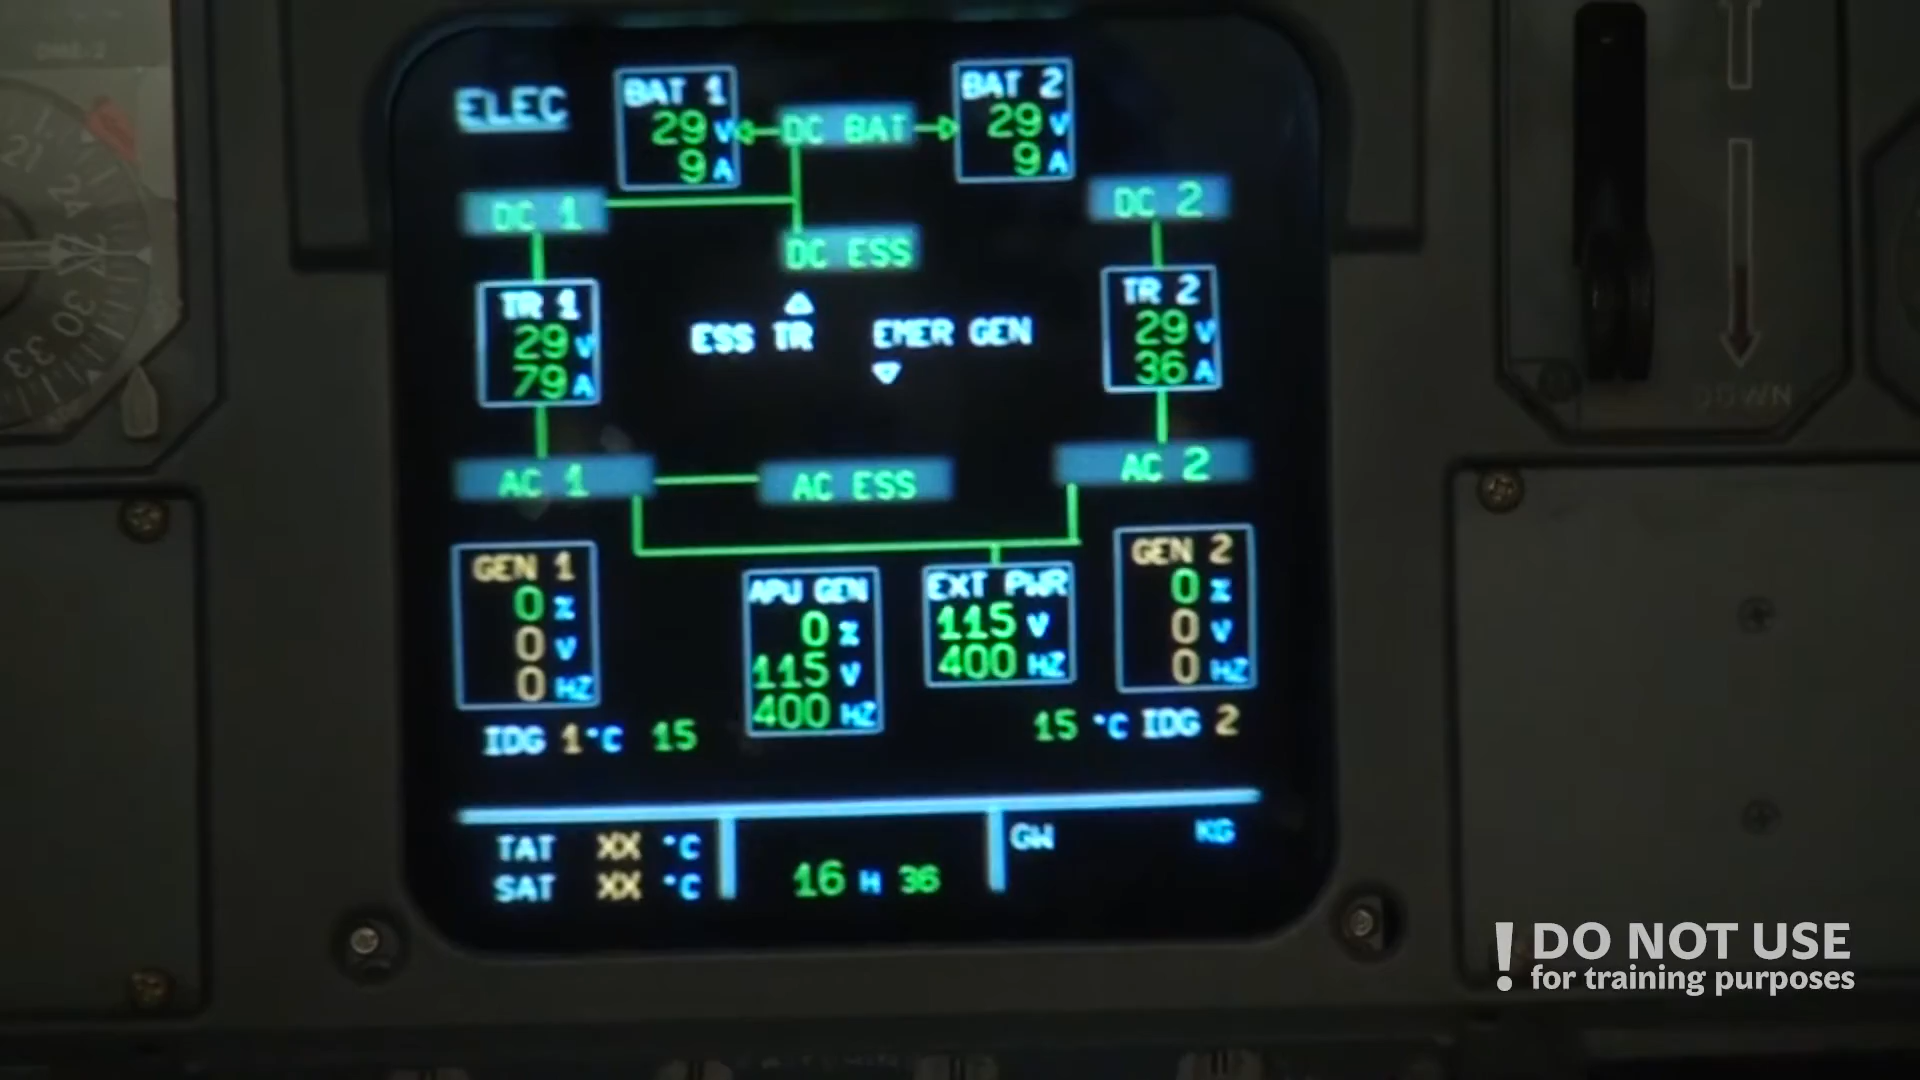 ELEC
BAT 1
29 V
9 A
DC BAT
BAT 2
29 V
9 A
DC 1
DC 2
DC ESS
TR 1
29 V
79 A
ESS TR
EMER GEN
TR 2
29 V
36 A
AC 1
AC ESS
AC 2
GEN 1
0 %
0 V
0 HZ
APU GEN
0 %
115 V
400 HZ
EXT PWR
115 V
400 HZ
GEN 2
0 %
0 V
0 HZ
IDG 1 °C 15
15 °C IDG 2
TAT XX °C
SAT XX °C
16 H 36
GW KG
21
24
30
33
DOWN
! DO NOT USE
for training purposes